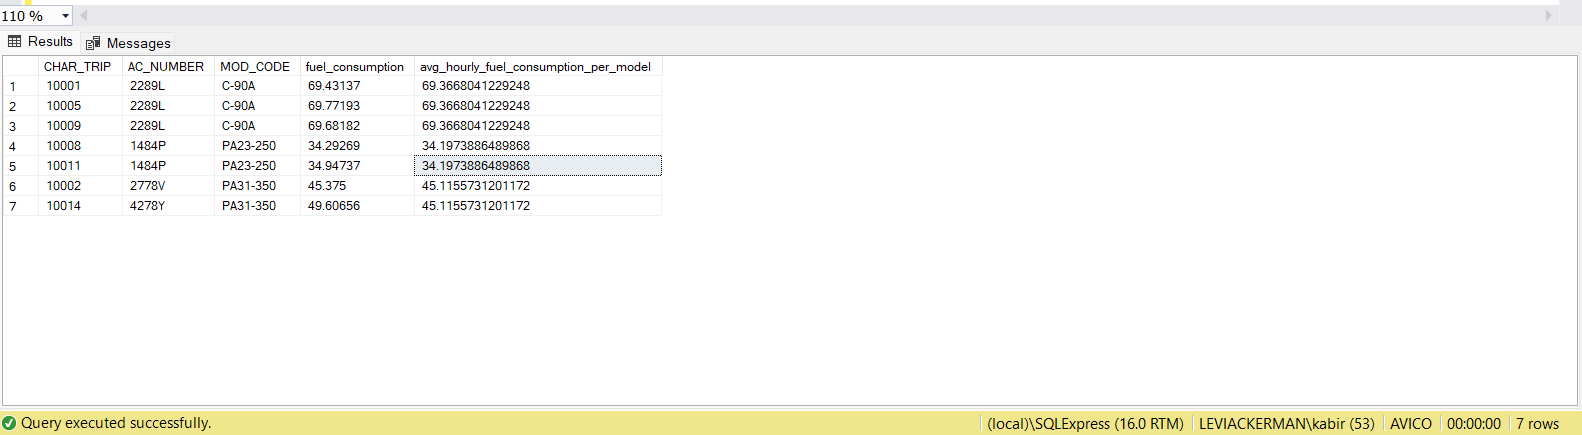 110 %
Results Messages
CHAR_TRIP AC_NUMBER MOD_CODE fuel_consumption avg_hourly_fuel_consumption_per_model
1 10001 2289L C-90A 69.43137 69.3668041229248
2 10005 2289L C-90A 69.77193 69.3668041229248
3 10009 2289L C-90A 69.68182 69.3668041229248
4 10008 1484P PA23-250 34.29269 34.1973886489868
5 10011 1484P PA23-250 34.94737 34.1973886489868
6 10002 2778V PA31-350 45.375 45.1155731201172
7 10014 4278Y PA31-350 49.60656 45.1155731201172
Query executed successfully. (local)\SQLExpress (16.0 RTM) LEVIACKERMAN\kabir (53) AVICO 00:00:00 7 rows